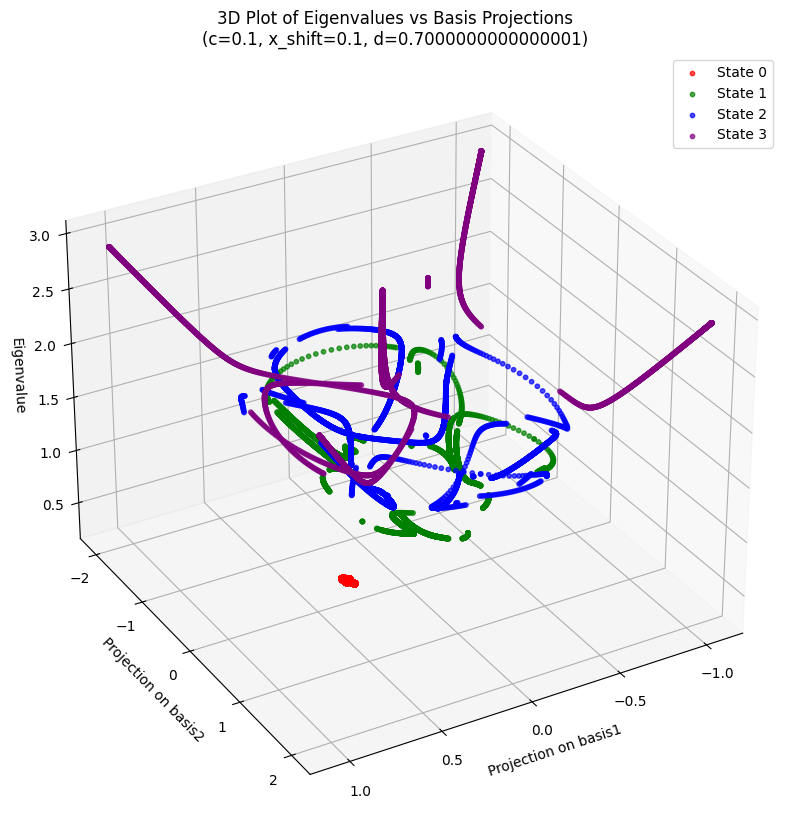 3D Plot of Eigenvalues vs Basis Projections
(c=0.1, x_shift=0.1, d=0.7000000000000001)
State 0
State 1
State 2
State 3
3.0
2.5
2.0
1.5
1.0
0.5
Eigenvalue
−2
−1
0
1
2
Projection on basis2
1.0
0.5
0.0
−0.5
−1.0
Projection on basis1